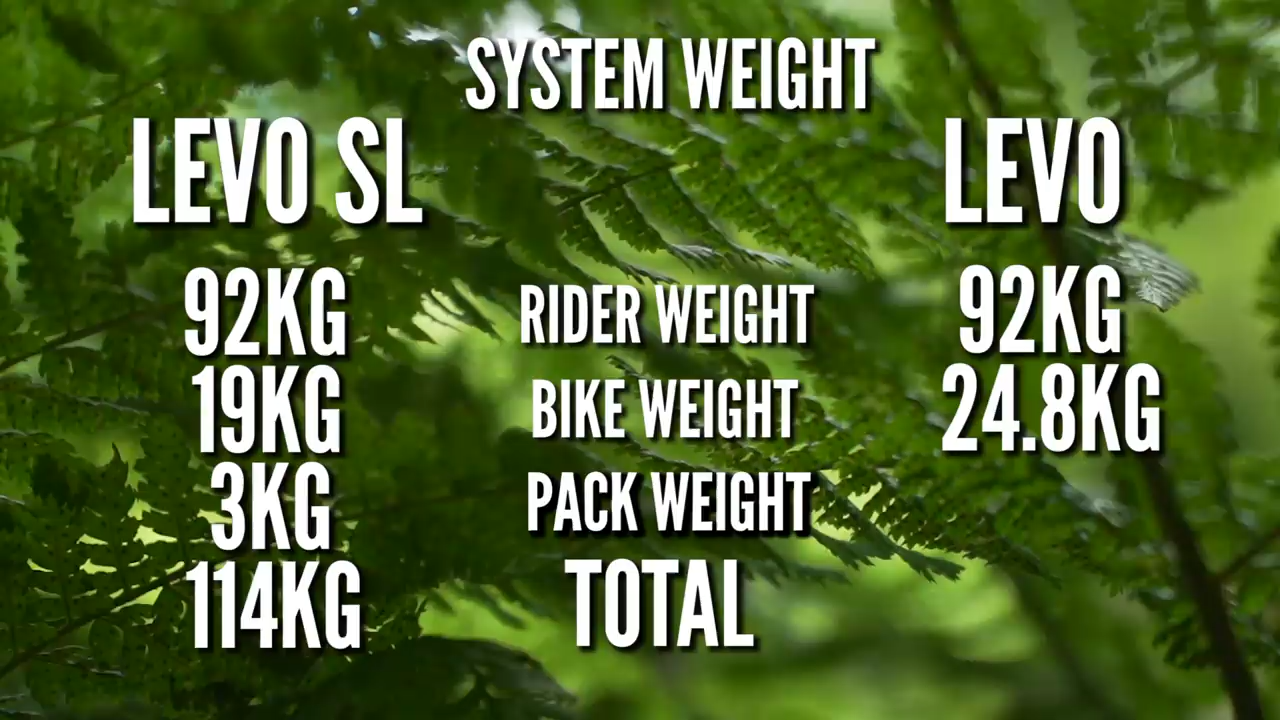 SYSTEM WEIGHT
LEVO SL LEVO
92KG RIDER WEIGHT 92KG
19KG BIKE WEIGHT 24.8KG
3KG PACK WEIGHT
114KG TOTAL